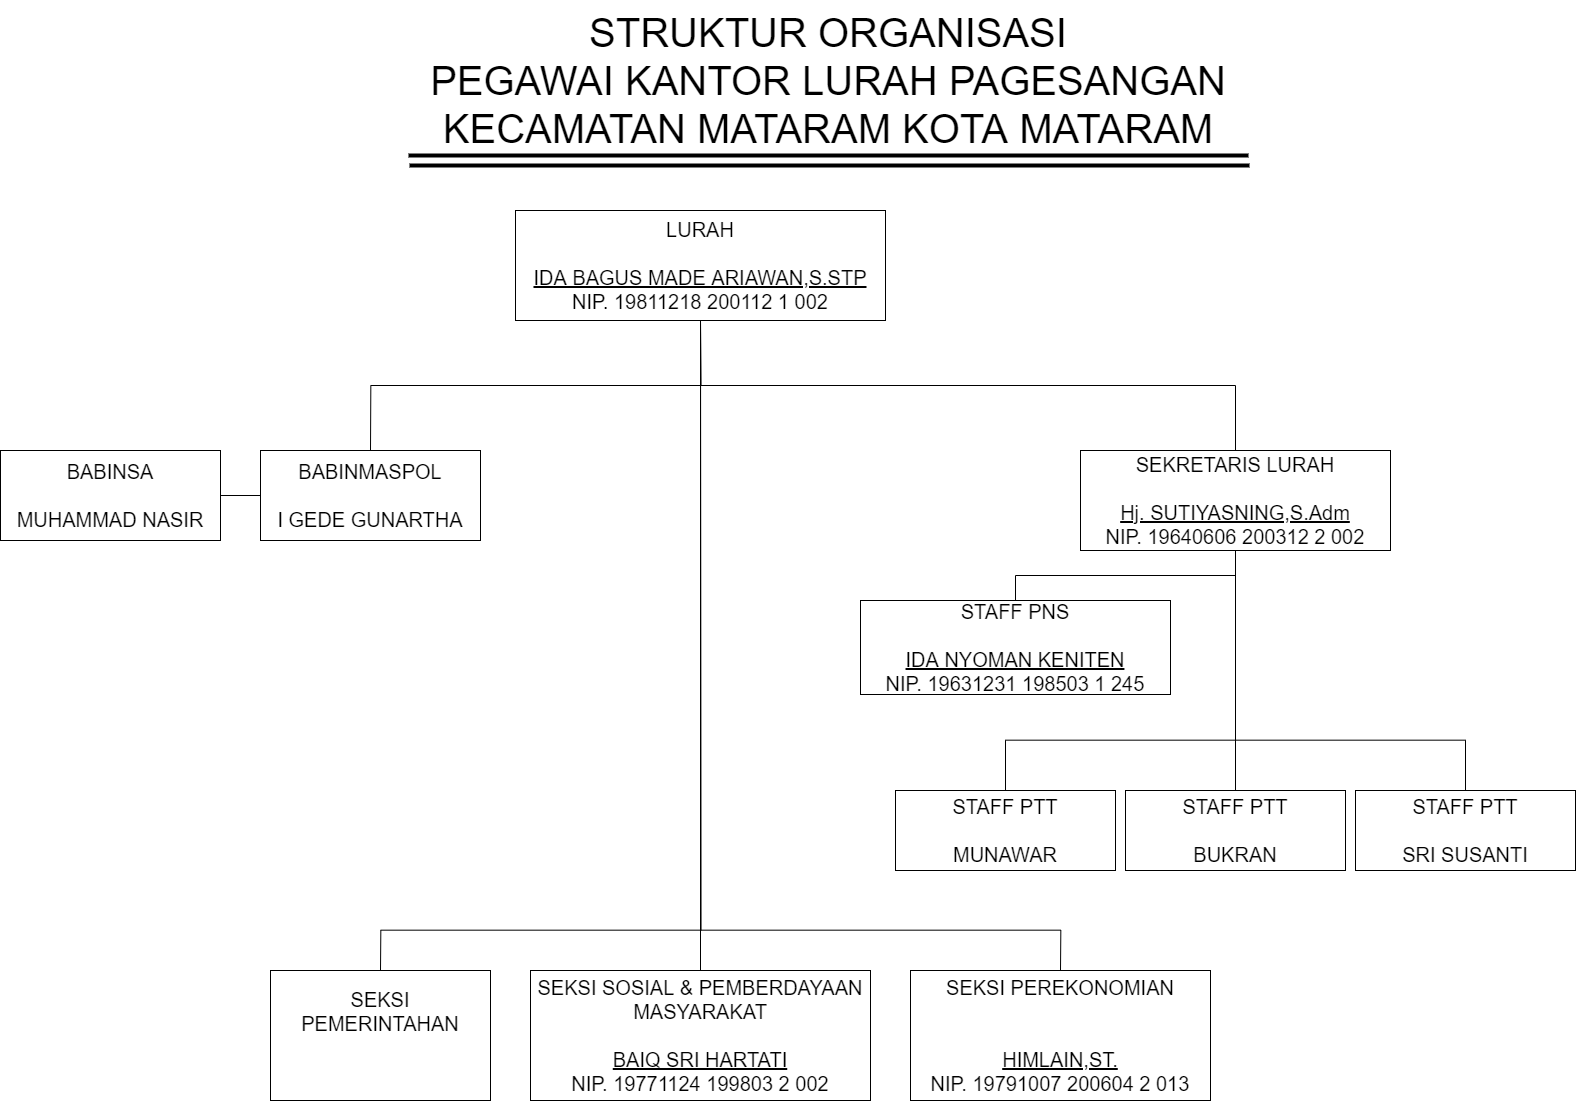 STRUKTUR ORGANISASI
PEGAWAI KANTOR LURAH PAGESANGAN
KECAMATAN MATARAM KOTA MATARAM
LURAH
IDA BAGUS MADE ARIAWAN,S.STP
NIP. 19811218 200112 1 002
BABINSA
MUHAMMAD NASIR
BABINMASPOL
I GEDE GUNARTHA
SEKRETARIS LURAH
Hj. SUTIYASNING,S.Adm
NIP. 19640606 200312 2 002
STAFF PNS
IDA NYOMAN KENITEN
NIP. 19631231 198503 1 245
STAFF PTT
MUNAWAR
STAFF PTT
BUKRAN
STAFF PTT
SRI SUSANTI
SEKSI
PEMERINTAHAN
SEKSI SOSIAL & PEMBERDAYAAN
MASYARAKAT
BAIQ SRI HARTATI
NIP. 19771124 199803 2 002
SEKSI PEREKONOMIAN
HIMLAIN,ST.
NIP. 19791007 200604 2 013